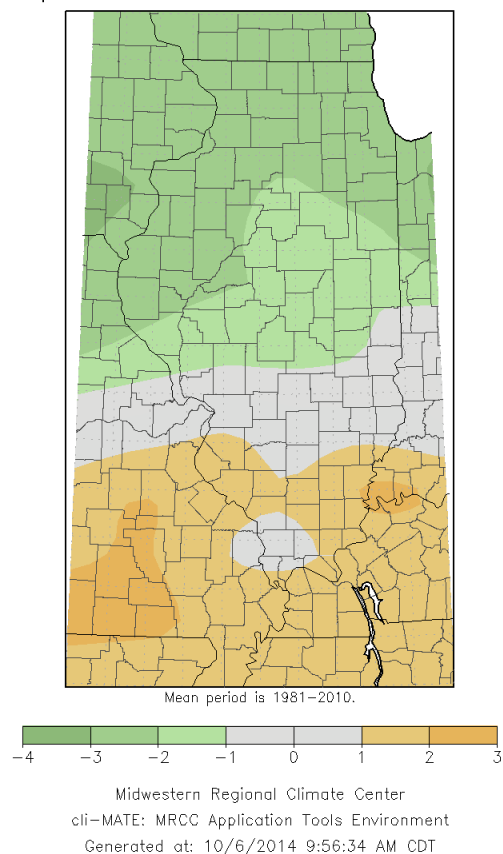 Mean period is 1981-2010.
-4 -3 -2 -1 0 1 2 3
Midwestern Regional Climate Center
cli-MATE: MRCC Application Tools Environment
Generated at: 10/6/2014 9:56:34 AM CDT